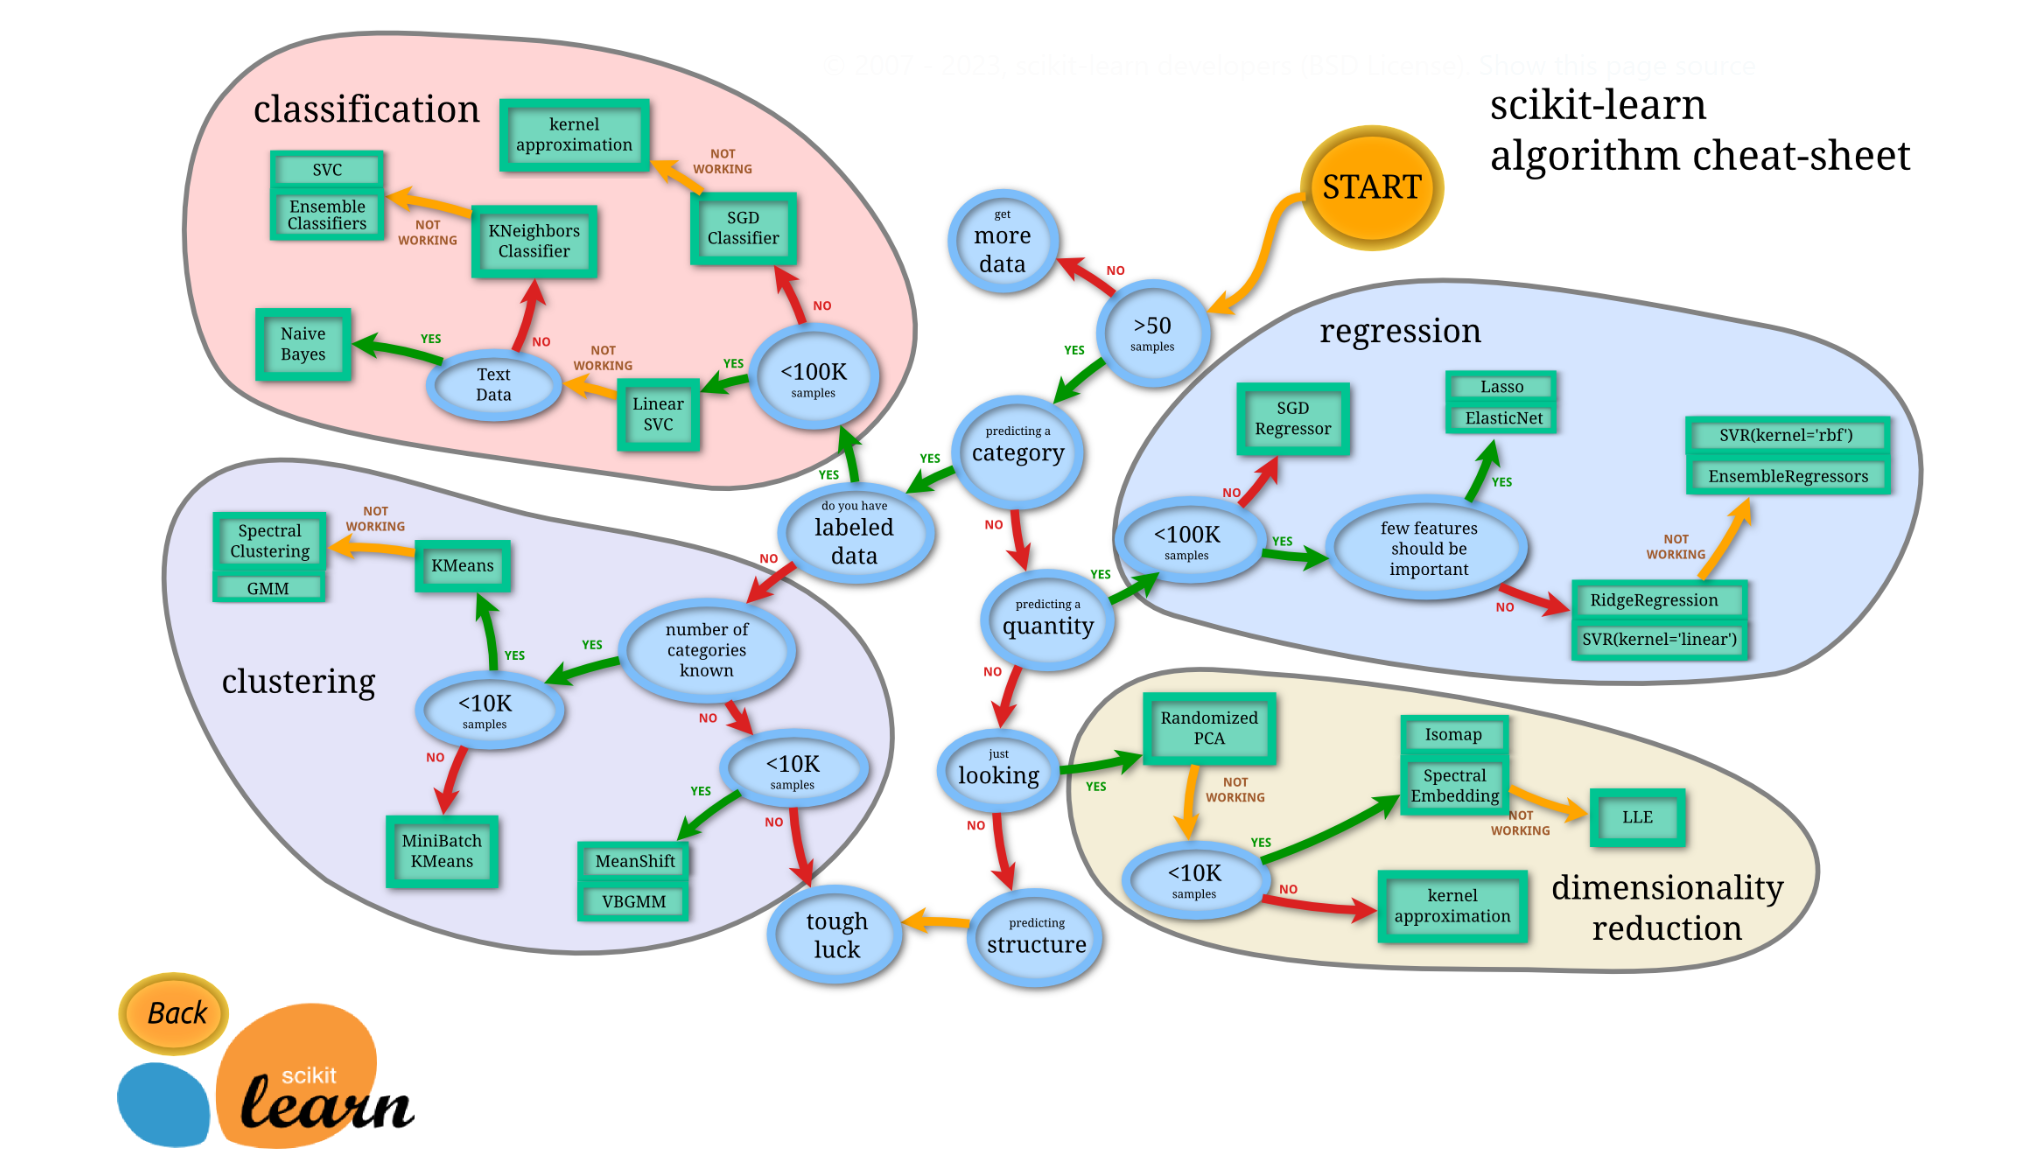 © 2007 - 2023, scikit-learn developers (BSD License). Show this page source
scikit-learn
algorithm cheat-sheet
START
get
more
data
NO
>50
samples
YES
predicting a
category
YES
NO
do you have
labeled
data
YES
NO
predicting a
quantity
YES
NO
just
looking
YES
NO
predicting
structure
tough
luck
classification
kernel
approximation
NOT
WORKING
SGD
Classifier
NO
<100K
samples
YES
Linear
SVC
NOT
WORKING
Text
Data
YES
NO
Naive
Bayes
KNeighbors
Classifier
NOT
WORKING
SVC
Ensemble
Classifiers
clustering
number of
categories
known
YES
NO
<10K
samples
YES
NO
KMeans
NOT
WORKING
Spectral
Clustering
GMM
MiniBatch
KMeans
<10K
samples
YES
NO
MeanShift
VBGMM
regression
<100K
samples
NO
YES
SGD
Regressor
few features
should be
important
YES
NO
Lasso
ElasticNet
RidgeRegression
SVR(kernel='linear')
NOT
WORKING
SVR(kernel='rbf')
EnsembleRegressors
dimensionality
reduction
Randomized
PCA
NOT
WORKING
<10K
samples
YES
NO
Isomap
Spectral
Embedding
NOT
WORKING
LLE
kernel
approximation
Back
scikit
learn